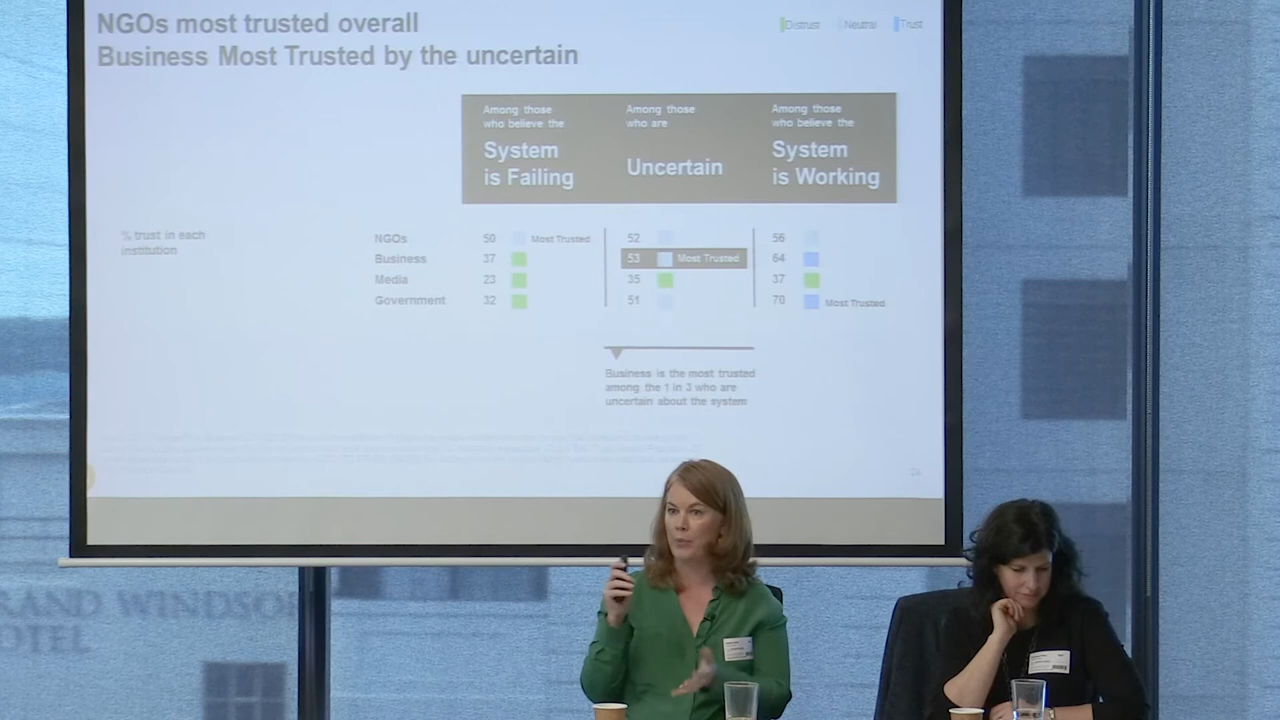 NGOs most trusted overall
Business Most Trusted by the uncertain
Distrust Neutral Trust
Among those who believe the
System is Failing
Among those who are
Uncertain
Among those who believe the
System is Working
% trust in each
institution
NGOs 50 Most Trusted 52 56
Business 37 53 Most Trusted 64
Media 23 35 37
Government 32 51 70 Most Trusted
Business is the most trusted
among the 1 in 3 who are
uncertain about the system
RAND WINDSOR
OTEL